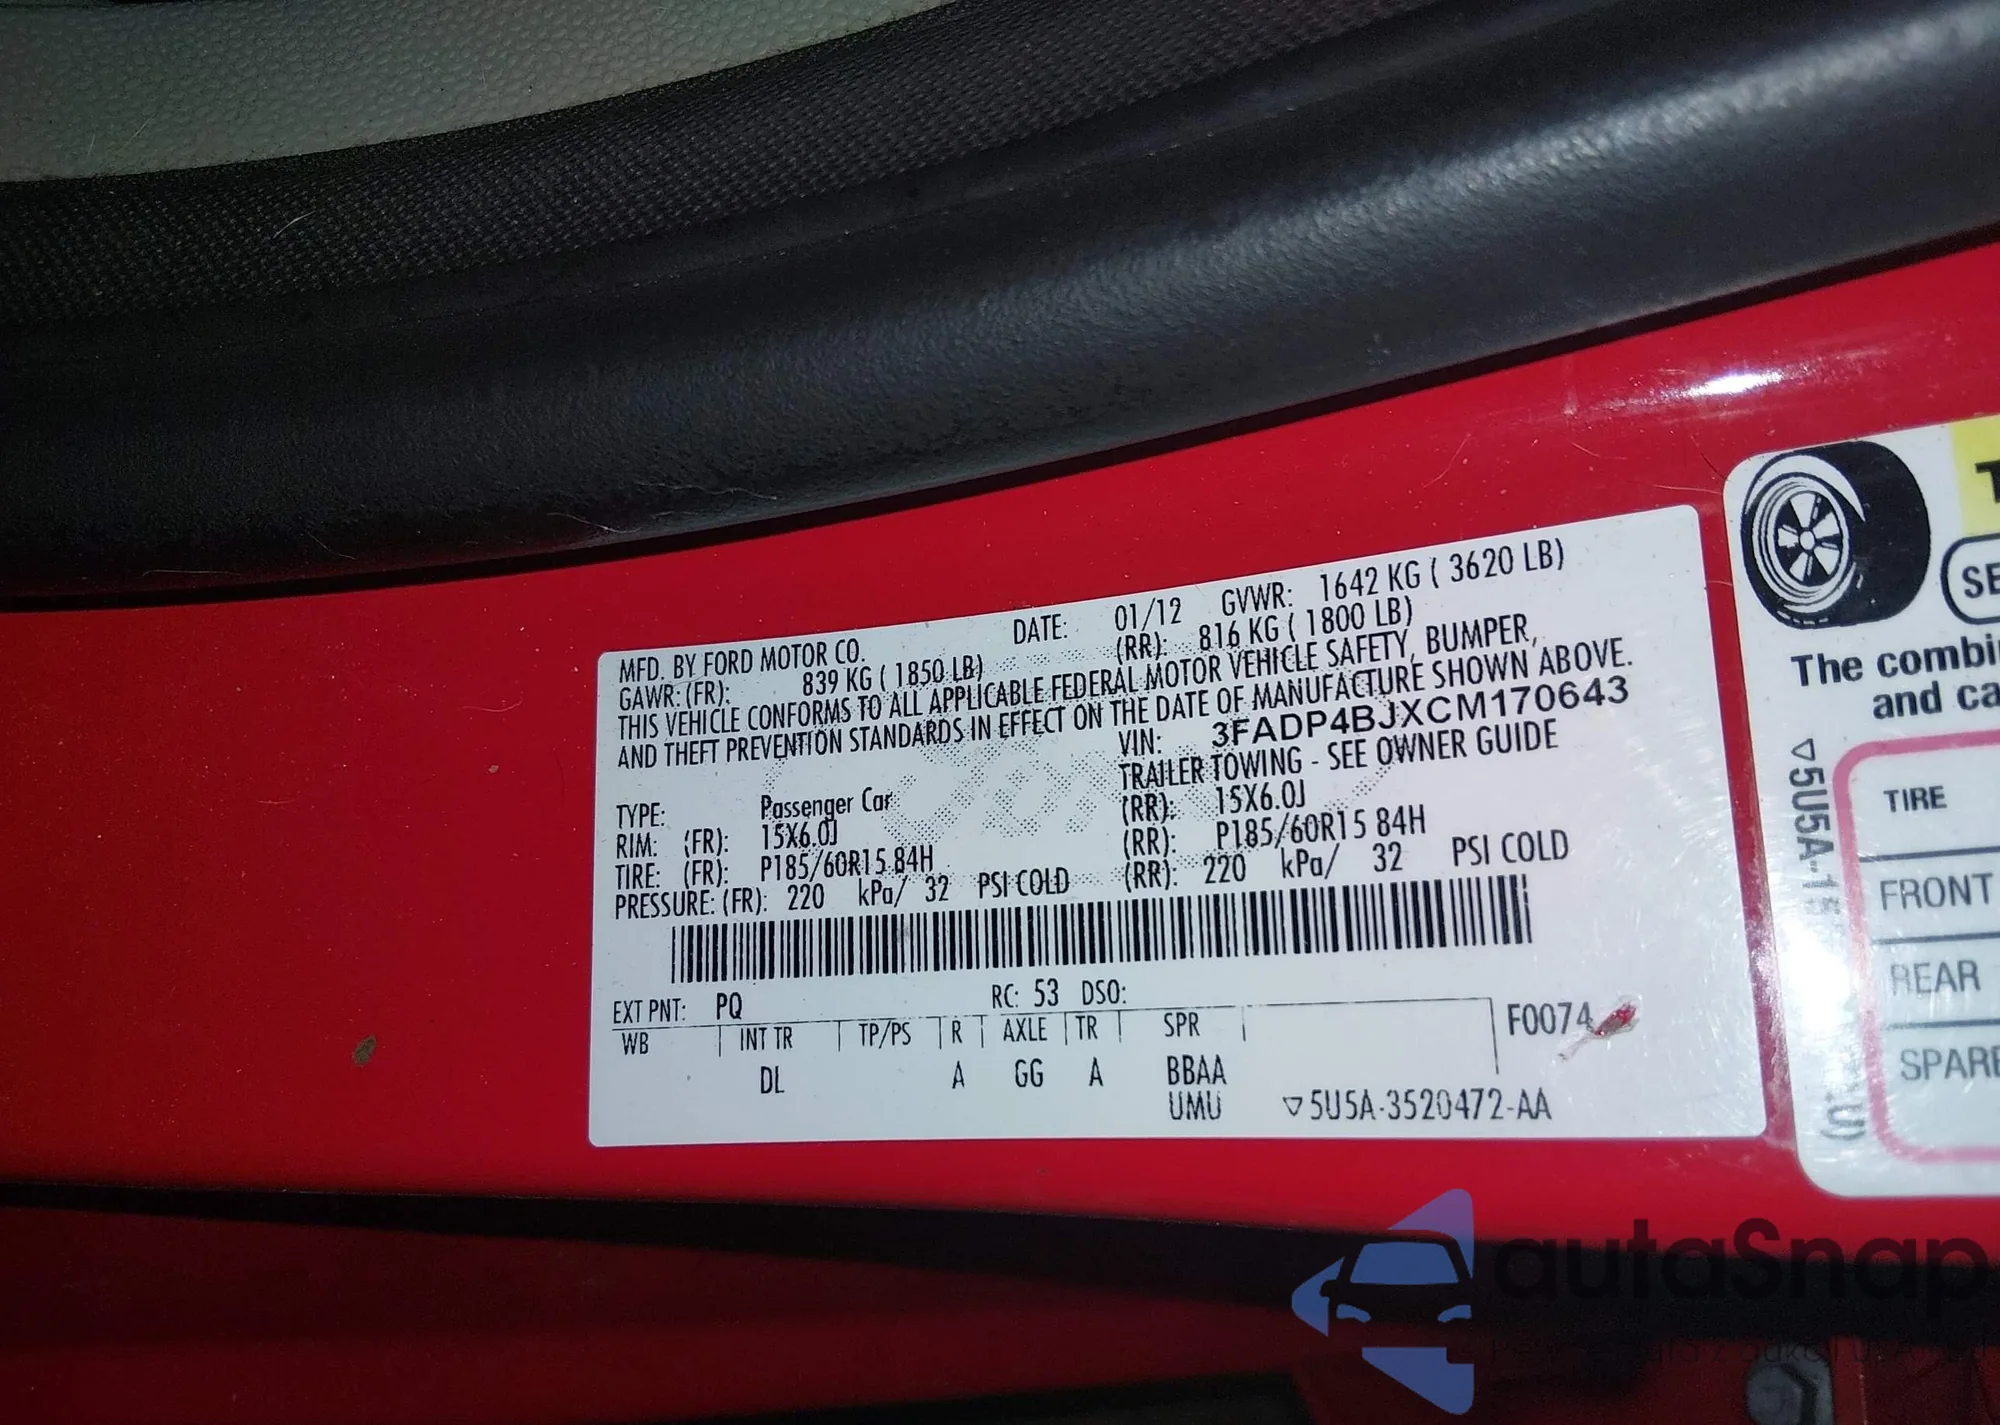 MFD. BY FORD MOTOR CO. DATE: 01/12 GVWR: 1642 KG ( 3620 LB)
GAWR: (FR): 839 KG ( 1850 LB) (RR): 816 KG ( 1800 LB)
THIS VEHICLE CONFORMS TO ALL APPLICABLE FEDERAL MOTOR VEHICLE SAFETY, BUMPER,
AND THEFT PREVENTION STANDARDS IN EFFECT ON THE DATE OF MANUFACTURE SHOWN ABOVE.
VIN: 3FADP4BJXCM170643
TRAILER TOWING - SEE OWNER GUIDE
TYPE: Passenger Car
RIM: (FR): 15X6.0J (RR): 15X6.0J
TIRE: (FR): P185/60R15 84H (RR): P185/60R15 84H
PRESSURE: (FR): 220 kPa/ 32 PSI COLD (RR): 220 kPa/ 32 PSI COLD
EXT PNT: PQ RC: 53 DSO:
WB INT TR TP/PS R AXLE TR SPR F0074
DL A GG A BBAA
UMU ▽5U5A-3520472-AA
T
SE
The combi
and ca
▽5U5A-15
TIRE
FRONT
REAR
SPARE
autaSnap